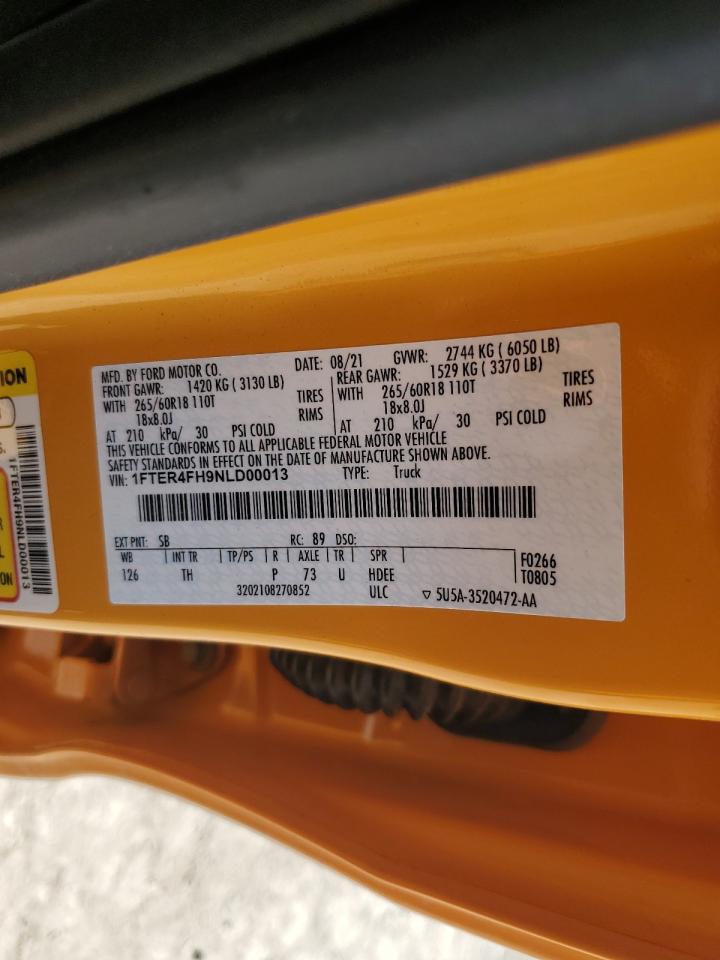 MFD. BY FORD MOTOR CO. DATE: 08/21 GVWR: 2744 KG ( 6050 LB)
FRONT GAWR: 1420 KG ( 3130 LB) REAR GAWR: 1529 KG ( 3370 LB)
WITH 265/60R18 110T TIRES WITH 265/60R18 110T TIRES
18x8.0J RIMS 18x8.0J RIMS
AT 210 kPa/ 30 PSI COLD AT 210 kPa/ 30 PSI COLD
THIS VEHICLE CONFORMS TO ALL APPLICABLE FEDERAL MOTOR VEHICLE
SAFETY STANDARDS IN EFFECT ON THE DATE OF MANUFACTURE SHOWN ABOVE.
VIN: 1FTER4FH9NLD00013 TYPE: Truck
EXT PNT: SB RC: 89 DSO:
WB INT TR TP/PS R AXLE TR SPR F0266
126 TH P 73 U HDEE T0805
3202108270852 ULC ▽ 5U5A-3520472-AA
1FTER4FH9NLD00013